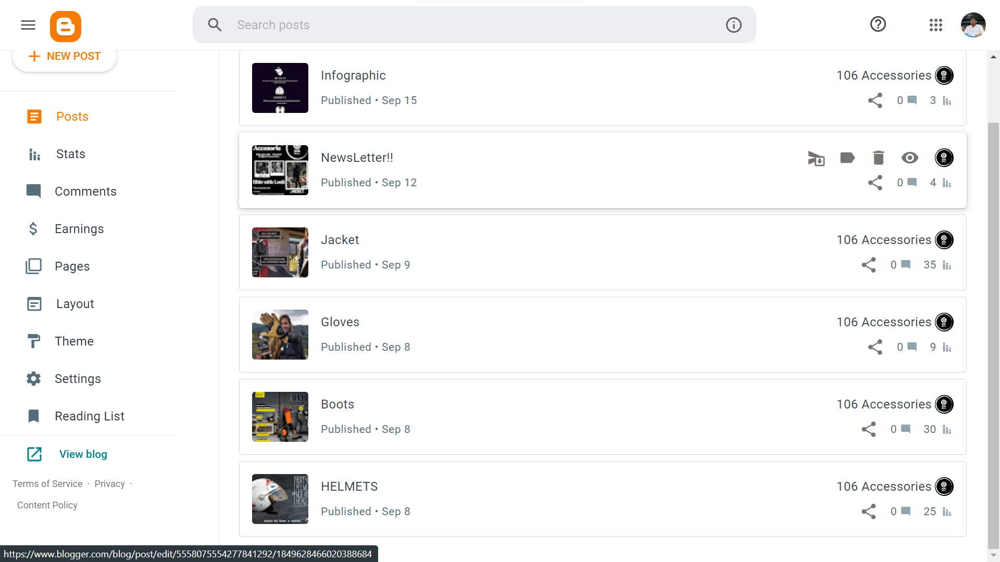 Search posts
NEW POST
Posts
Stats
Comments
Earnings
Pages
Layout
Theme
Settings
Reading List
View blog
Terms of Service · Privacy ·
Content Policy
Infographic
106 Accessories
Published • Sep 15
0 3
NewsLetter!!
Published • Sep 12
0 4
Jacket
106 Accessories
Published • Sep 9
0 35
Gloves
106 Accessories
Published • Sep 8
0 9
Boots
106 Accessories
Published • Sep 8
0 30
HELMETS
106 Accessories
Published • Sep 8
0 25
https://www.blogger.com/blog/post/edit/5558075554277841292/1849628466020388684